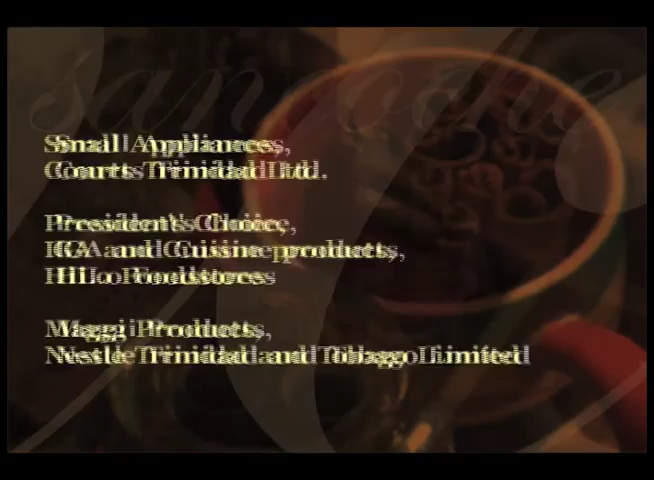 sancoche
Small Appliances,
Courts Trinidad Ltd.
President's Choice,
IGA and Cuisine products,
Hi Lo Foodstores
Maggi Products,
Nestle Trinidad and Tobago Limited